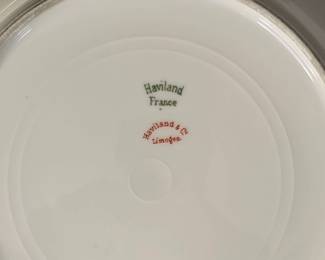 Haviland
France
Haviland & Co
Limoges